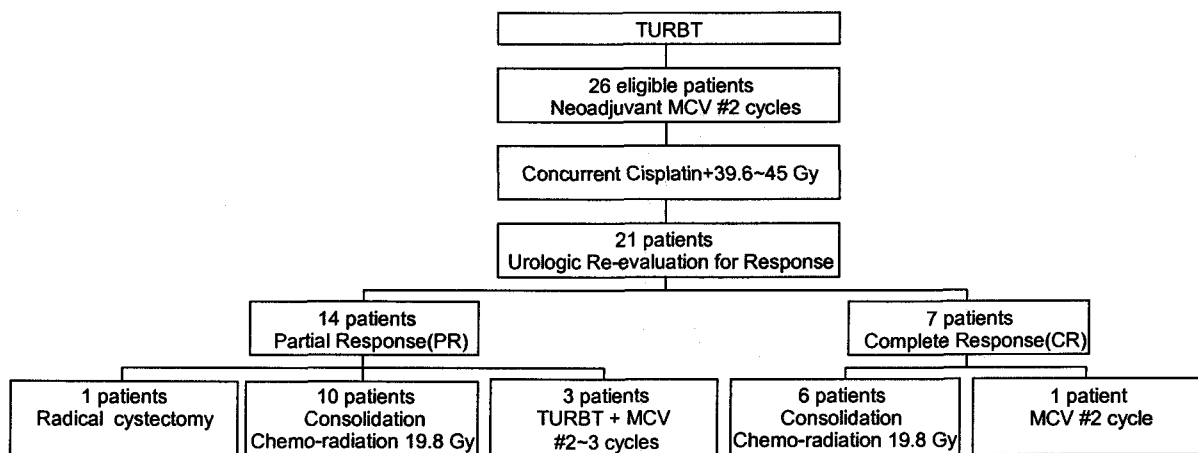 TURBT
26 eligible patients
Neoadjuvant MCV #2 cycles
Concurrent Cisplatin+39.6~45 Gy
21 patients
Urologic Re-evaluation for Response
14 patients
Partial Response(PR)
7 patients
Complete Response(CR)
1 patients
Radical cystectomy
10 patients
Consolidation
Chemo-radiation 19.8 Gy
3 patients
TURBT + MCV
#2~3 cycles
6 patients
Consolidation
Chemo-radiation 19.8 Gy
1 patient
MCV #2 cycle